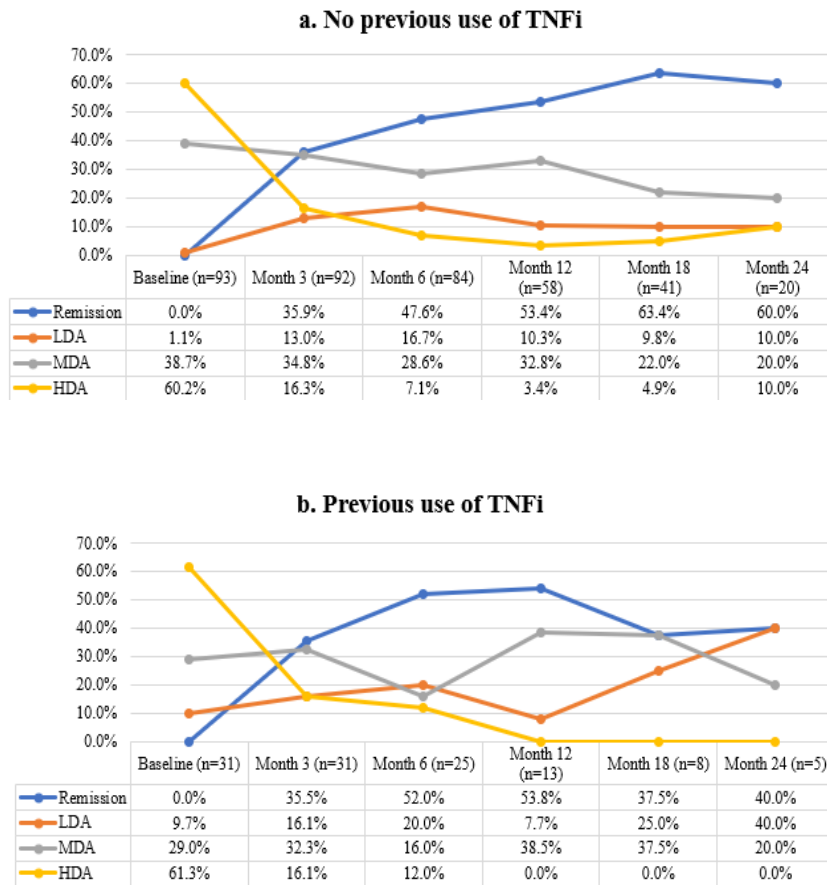 a. No previous use of TNFi
70.0%
60.0%
50.0%
40.0%
30.0%
20.0%
10.0%
0.0%
Baseline (n=93) Month 3 (n=92) Month 6 (n=84) Month 12 (n=58) Month 18 (n=41) Month 24 (n=20)
Remission 0.0% 35.9% 47.6% 53.4% 63.4% 60.0%
LDA 1.1% 13.0% 16.7% 10.3% 9.8% 10.0%
MDA 38.7% 34.8% 28.6% 32.8% 22.0% 20.0%
HDA 60.2% 16.3% 7.1% 3.4% 4.9% 10.0%
b. Previous use of TNFi
70.0%
60.0%
50.0%
40.0%
30.0%
20.0%
10.0%
0.0%
Baseline (n=31) Month 3 (n=31) Month 6 (n=25) Month 12 (n=13) Month 18 (n=8) Month 24 (n=5)
Remission 0.0% 35.5% 52.0% 53.8% 37.5% 40.0%
LDA 9.7% 16.1% 20.0% 7.7% 25.0% 40.0%
MDA 29.0% 32.3% 16.0% 38.5% 37.5% 20.0%
HDA 61.3% 16.1% 12.0% 0.0% 0.0% 0.0%